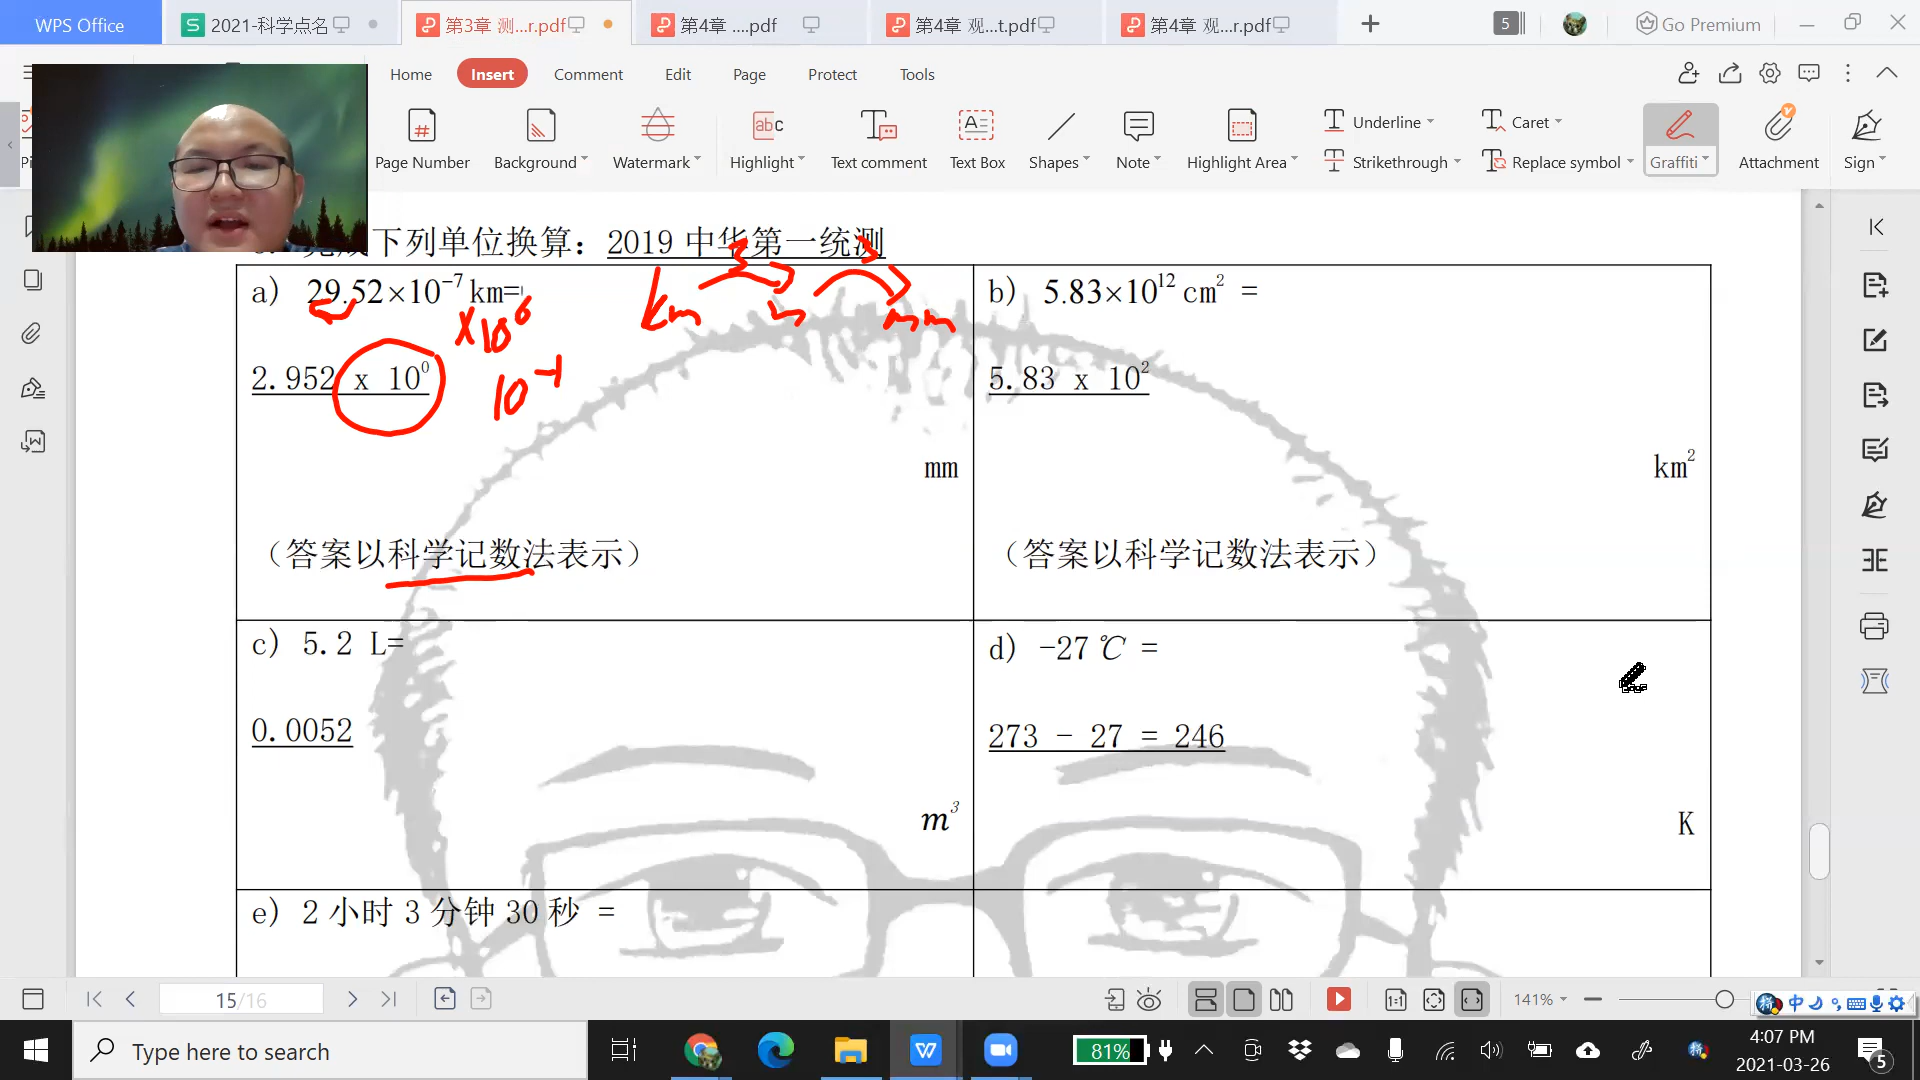 WPS Office
2021-科学点名
第3章 测...r.pdf
第4章 ....pdf
第4章 观...t.pdf
第4章 观...r.pdf
5
Go Premium
Home
Insert
Comment
Edit
Page
Protect
Tools
Page Number
Background
Watermark
Highlight
Text comment
Text Box
Shapes
Note
Highlight Area
Underline
Strikethrough
Caret
Replace symbol
Graffiti
Attachment
Sign
下列单位换算：2019 中华第一统测
a) 29.52×10⁻⁷ km=
km 3 m 3 mm
×10⁶
2.952 x 10⁰
10⁻¹
mm
（答案以科学记数法表示）
b) 5.83×10¹² cm² =
5.83 x 10²
km²
（答案以科学记数法表示）
c) 5.2 L=
0.0052
m³
d) -27℃ =
273 - 27 = 246
K
e) 2 小时 3 分钟 30 秒 =
15/16
141%
中
Type here to search
81%
4:07 PM
2021-03-26
5